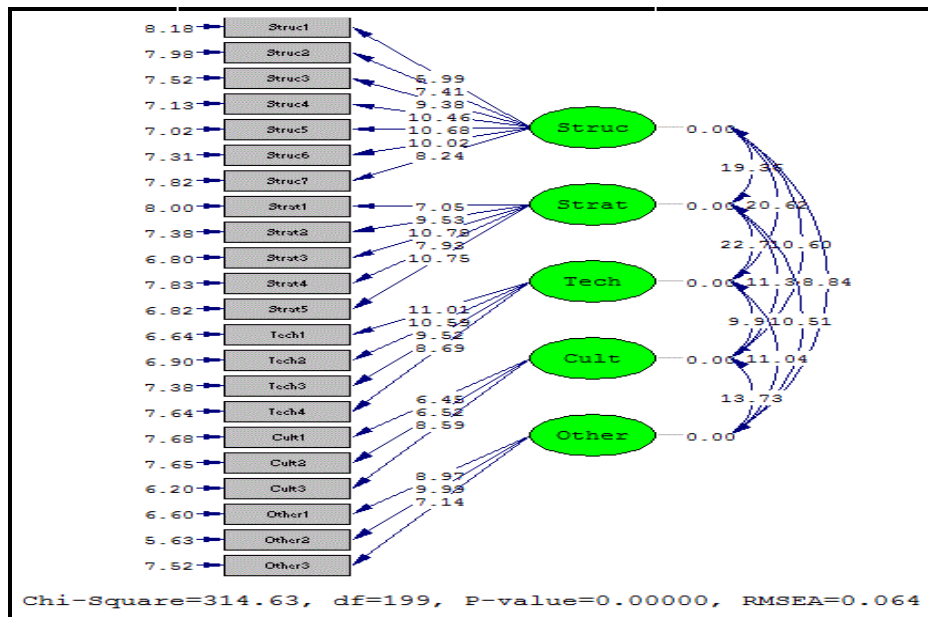 8.18 Struc1
7.98 Struc2
7.52 Struc3 5.99
7.13 Struc4 7.41
7.02 Struc5 9.38
7.31 Struc6 10.46
7.82 Struc7 10.68
10.02
8.24
Struc 0.00
19.36
8.00 Strat1 7.05 Strat 0.00 20.62
7.38 Strat2 9.53
6.80 Strat3 10.78
7.83 Strat4 7.93
6.82 Strat5 10.75
22.7 10.60
6.64 Tech1 11.01 Tech 0.00 11.3 8.84
6.90 Tech2 10.59
7.38 Tech3 9.52
7.64 Tech4 8.69
9.9 10.51
7.68 Cult1 6.45 Cult 0.00 11.04
7.65 Cult2 6.52
6.20 Cult3 8.59
13.73
6.60 Other1 8.97 Other 0.00
5.63 Other2 9.99
7.52 Other3 7.14
Chi-Square=314.63, df=199, P-value=0.00000, RMSEA=0.064